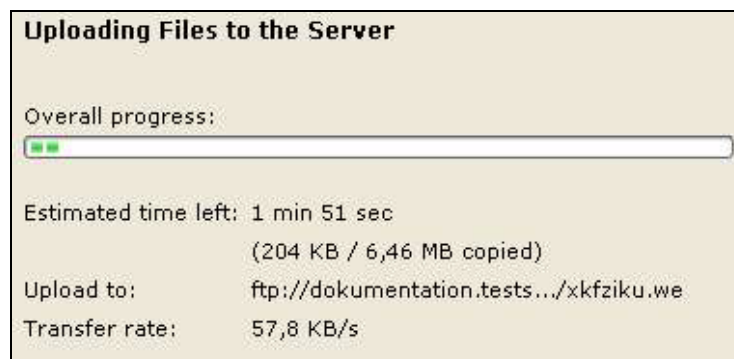 Uploading Files to the Server
Overall progress:
Estimated time left: 1 min 51 sec
(204 KB / 6,46 MB copied)
Upload to: ftp://dokumentation.tests.../xkfziku.we
Transfer rate: 57,8 KB/s